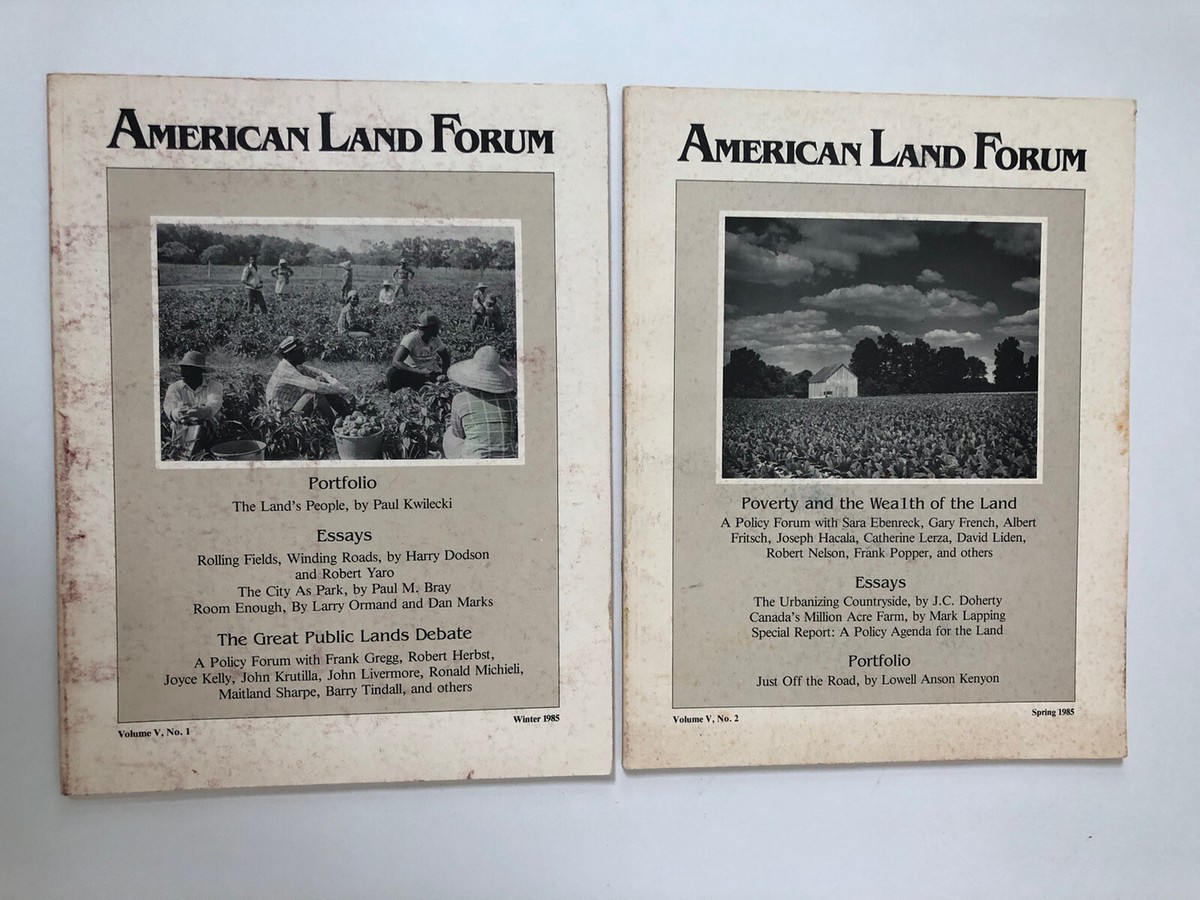 AMERICAN LAND FORUM
Portfolio
The Land's People, by Paul Kwilecki
Essays
Rolling Fields, Winding Roads, by Harry Dodson
and Robert Yaro
The City As Park, by Paul M. Bray
Room Enough, By Larry Ormand and Dan Marks
The Great Public Lands Debate
A Policy Forum with Frank Gregg, Robert Herbst,
Joyce Kelly, John Krutilla, John Livermore, Ronald Michieli,
Maitland Sharpe, Barry Tindall, and others
Volume V, No. 1
Winter 1985
AMERICAN LAND FORUM
Poverty and the Wea1th of the Land
A Policy Forum with Sara Ebenreck, Gary French, Albert
Fritsch, Joseph Hacala, Catherine Lerza, David Liden,
Robert Nelson, Frank Popper, and others
Essays
The Urbanizing Countryside, by J.C. Doherty
Canada's Million Acre Farm, by Mark Lapping
Special Report: A Policy Agenda for the Land
Portfolio
Just Off the Road, by Lowell Anson Kenyon
Volume V, No. 2
Spring 1985